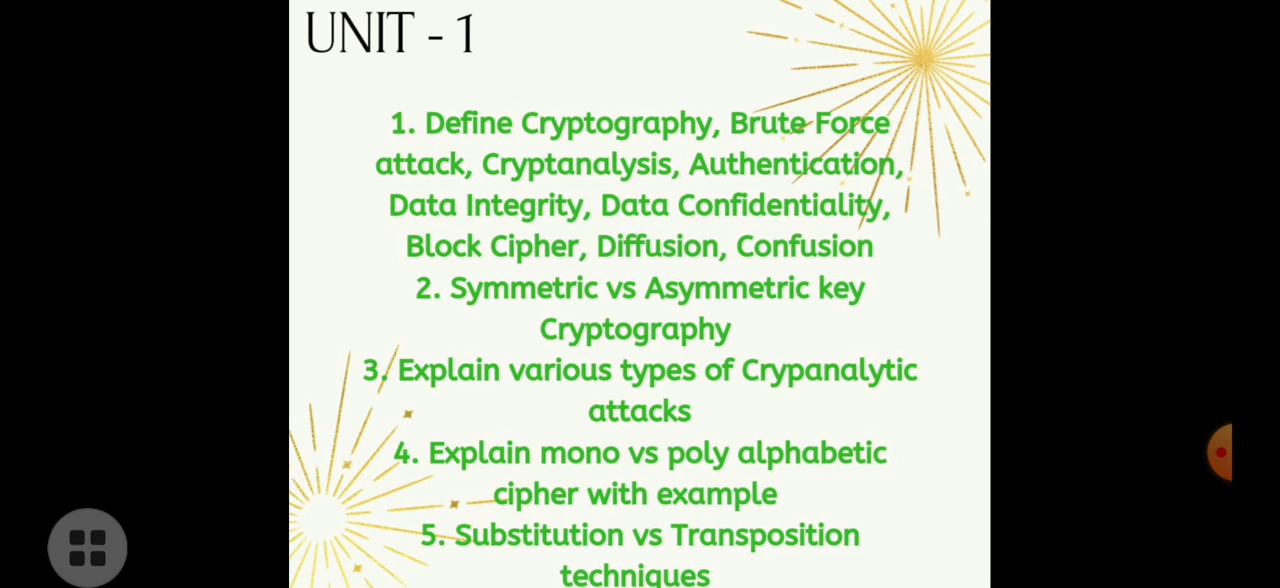 UNIT - 1
1. Define Cryptography, Brute Force
attack, Cryptanalysis, Authentication,
Data Integrity, Data Confidentiality,
Block Cipher, Diffusion, Confusion
2. Symmetric vs Asymmetric key
Cryptography
3. Explain various types of Crypanalytic
attacks
4. Explain mono vs poly alphabetic
cipher with example
5. Substitution vs Transposition
techniques